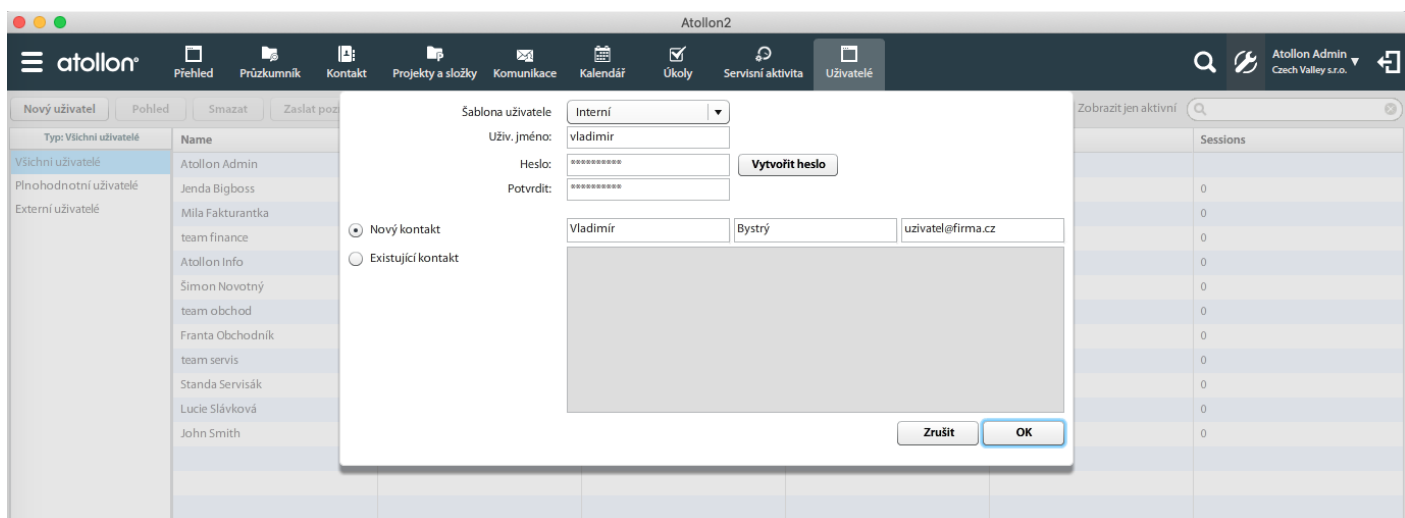 Atollon2
atollon
Přehled Průzkumník Kontakt Projekty a složky Komunikace Kalendář Úkoly Servisní aktivita Uživatelé
Atollon Admin
Czech Valley s.r.o.
Nový uživatel Pohled Smazat Zaslat poz Zobrazit jen aktivní
Typ: Všichni uživatelé
Všichni uživatelé
Plnohodnotní uživatelé
Externí uživatelé
Name Sessions
Atollon Admin
Jenda Bigboss 0
Mila Fakturantka 0
team finance 0
Atollon Info 0
Šimon Novotný 0
team obchod 0
Franta Obchodník 0
team servis 0
Standa Servisák 0
Lucie Slávková 0
John Smith 0
Šablona uživatele Interní
Uživ. jméno: vladimir
Heslo: ********** Vytvořit heslo
Potvrdit: **********
Nový kontakt Vladimír Bystrý uzivatel@firma.cz
Existující kontakt
Zrušit OK